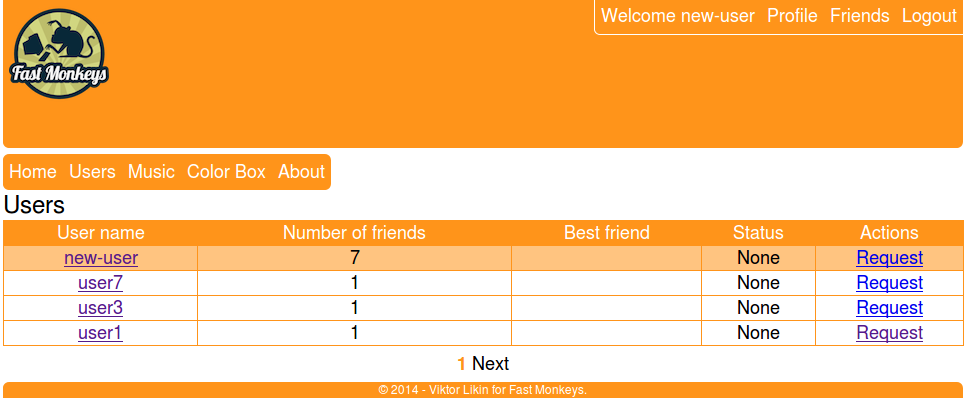 Fast Monkeys
Welcome new-user Profile Friends Logout
Home Users Music Color Box About
Users
User name Number of friends Best friend Status Actions
new-user 7 None Request
user7 1 None Request
user3 1 None Request
user1 1 None Request
1 Next
© 2014 - Viktor Likin for Fast Monkeys.